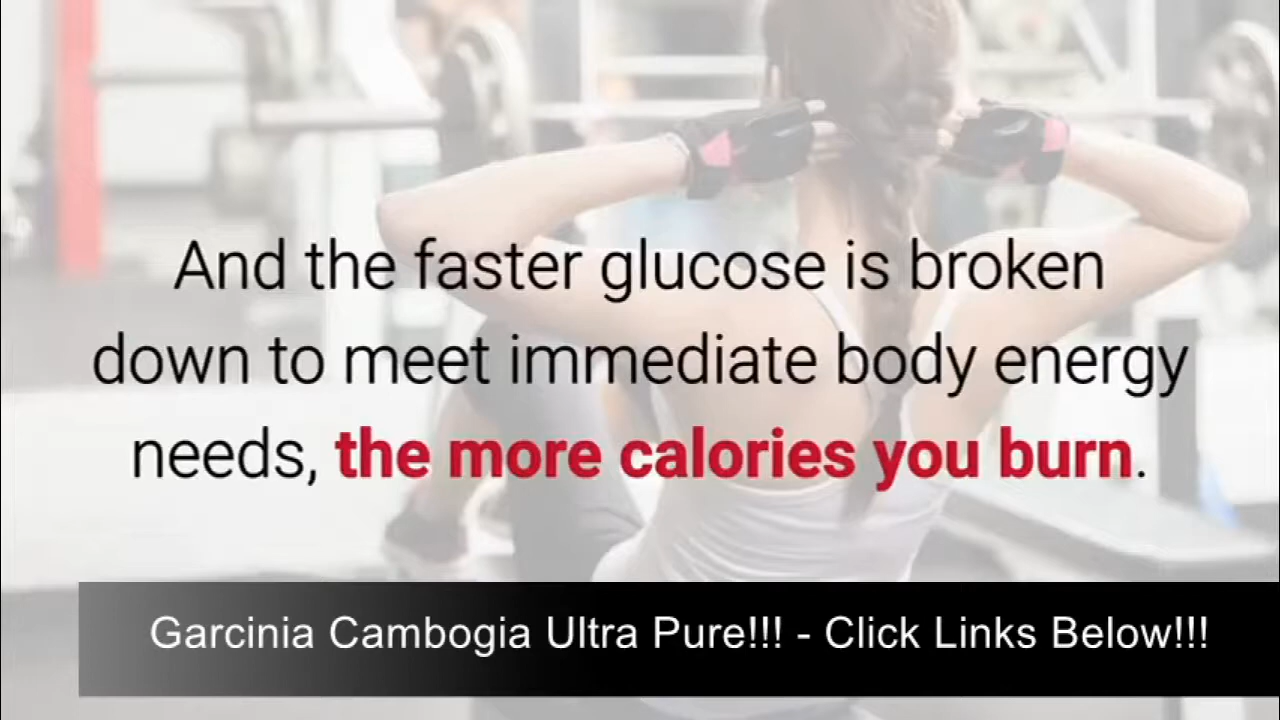 And the faster glucose is broken
down to meet immediate body energy
needs, the more calories you burn.
Garcinia Cambogia Ultra Pure!!! - Click Links Below!!!